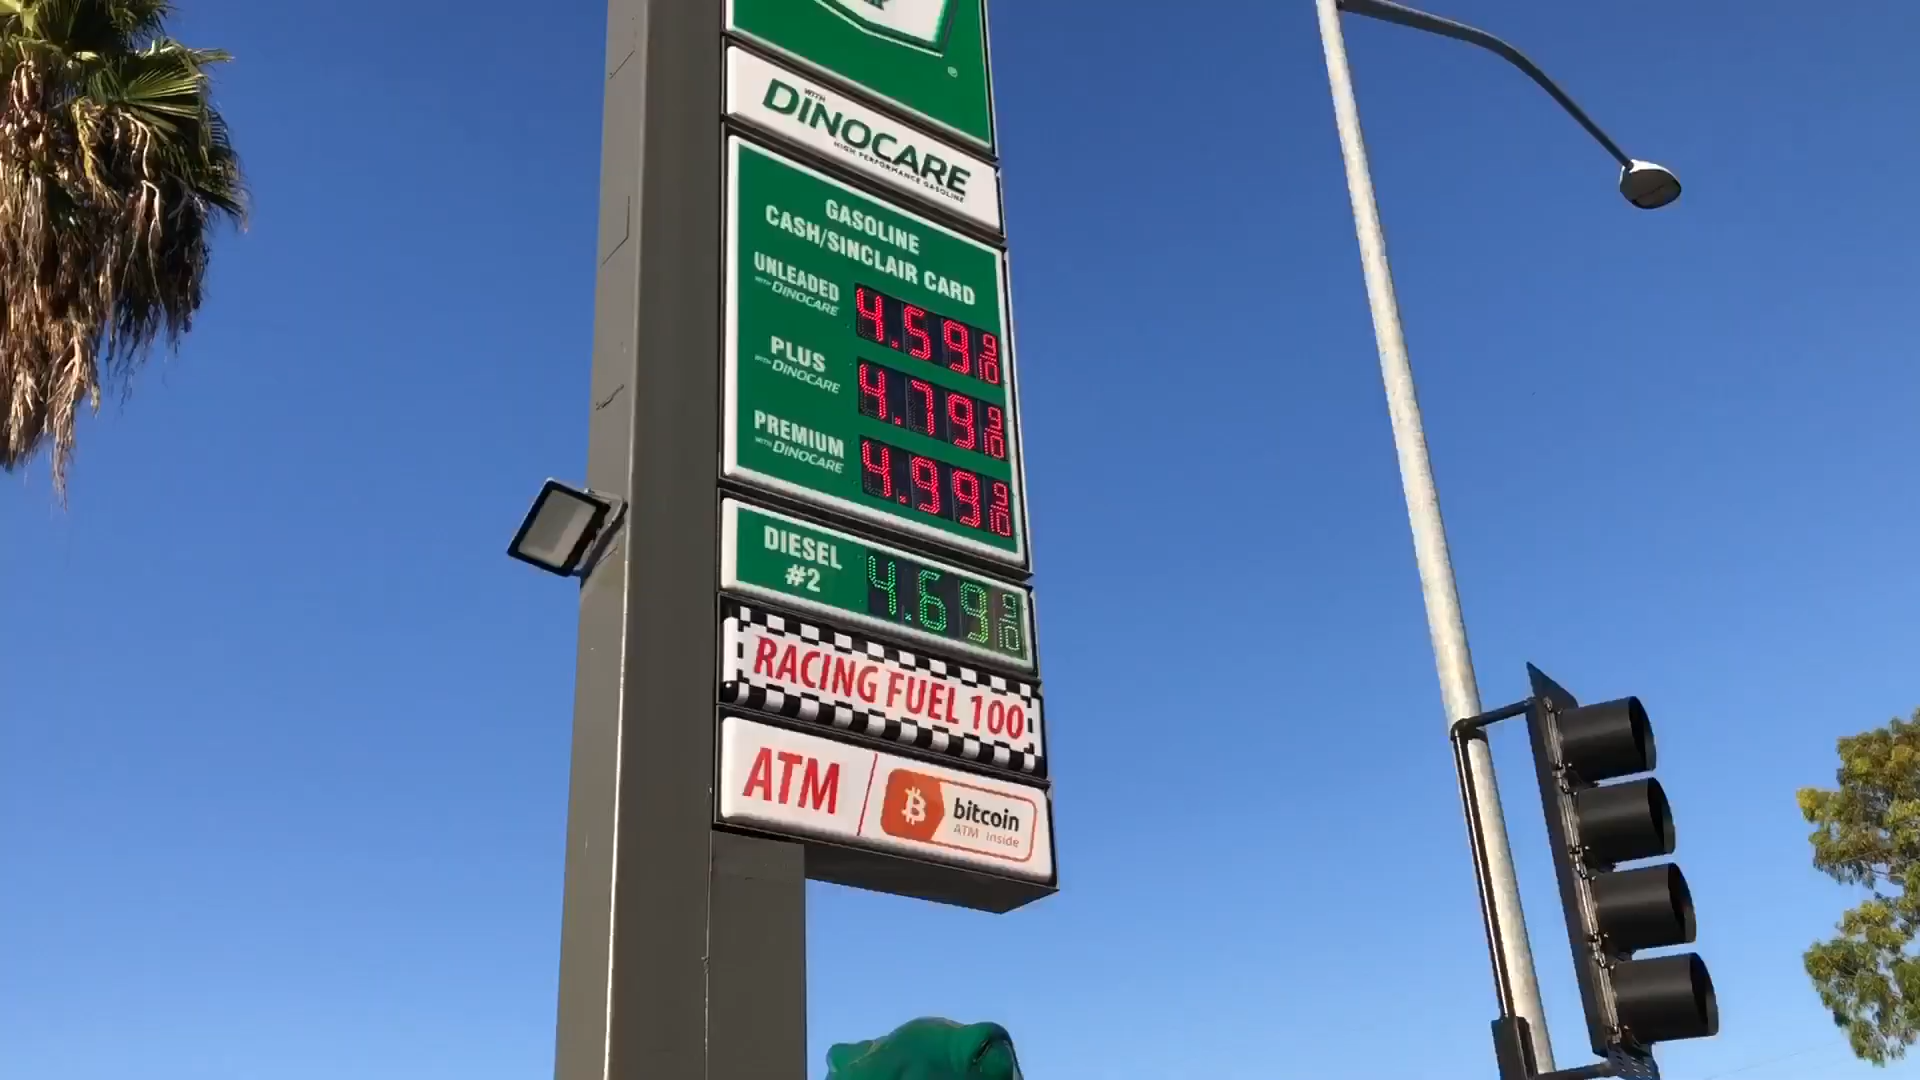 ®
WITH
DINOCARE
HIGH PERFORMANCE GASOLINE
GASOLINE
CASH/SINCLAIR CARD
UNLEADED
WITH DINOCARE
4.59 9/10
PLUS
WITH DINOCARE
4.79 9/10
PREMIUM
WITH DINOCARE
4.99 9/10
DIESEL
#2
4.69 9/10
RACING FUEL 100
ATM
bitcoin
ATM inside